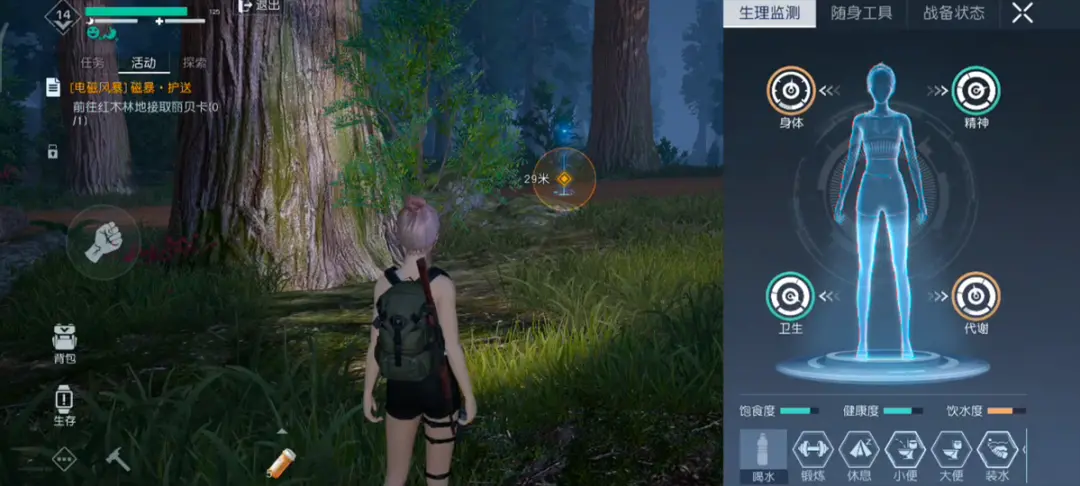 14
125
退出
任务 活动 探索
[电磁风暴] 磁暴·护送
前往红木林地接取丽贝卡(0
/1)
29米
背包
生存
生理监测 随身工具 战备状态
身体 精神
卫生 代谢
饱食度 健康度 饮水度
喝水 锻炼 休息 小便 大便 装水